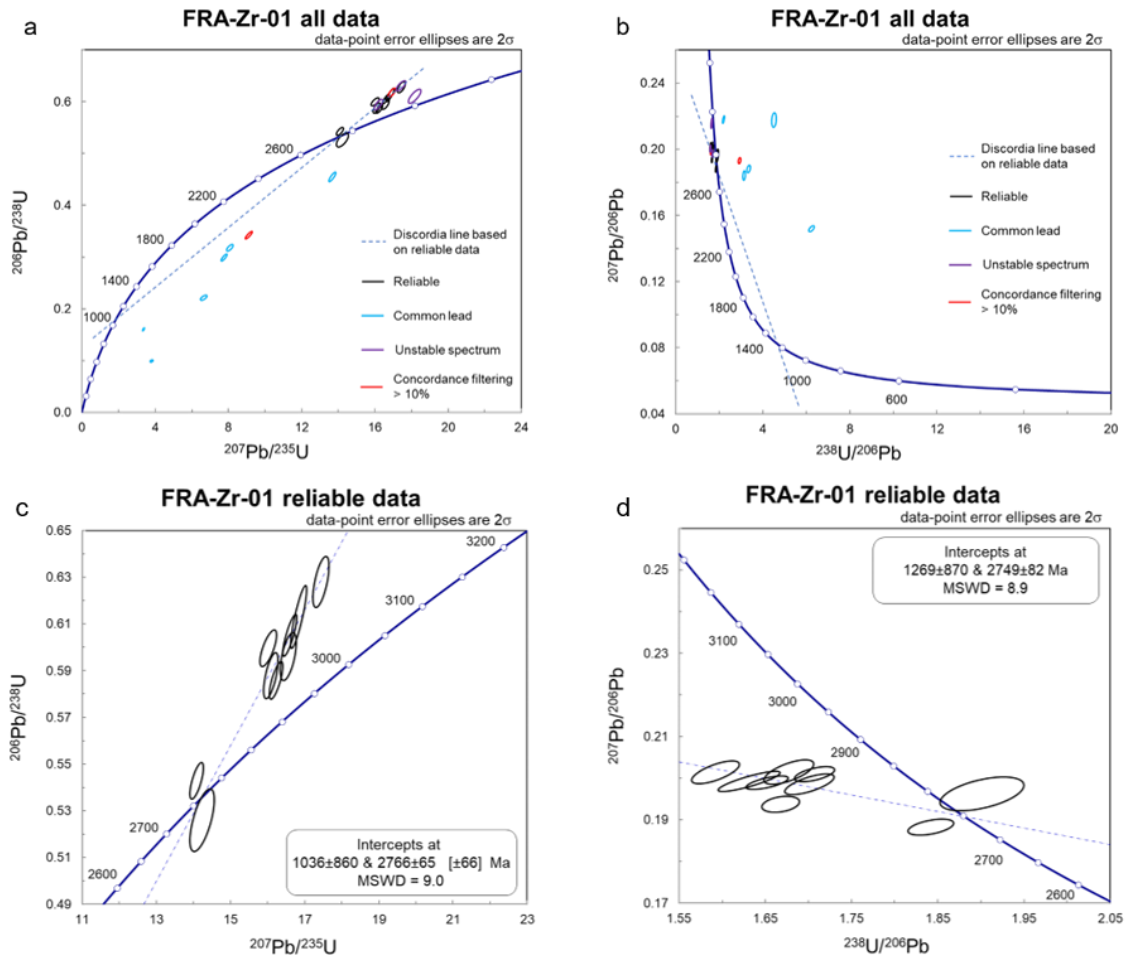 a
FRA-Zr-01 all data
data-point error ellipses are 2σ
206Pb/238U
0.6
0.4
0.2
0.0
1000
1400
1800
2200
2600
Discordia line based
on reliable data
Reliable
Common lead
Unstable spectrum
Concordance filtering
> 10%
0
4
8
12
16
20
24
207Pb/235U
b
FRA-Zr-01 all data
data-point error ellipses are 2σ
207Pb/206Pb
0.24
0.20
0.16
0.12
0.08
0.04
2600
2200
1800
1400
1000
600
Discordia line based
on reliable data
Reliable
Common lead
Unstable spectrum
Concordance filtering
> 10%
0
4
8
12
16
20
238U/206Pb
c
FRA-Zr-01 reliable data
data-point error ellipses are 2σ
206Pb/238U
0.65
0.63
0.61
0.59
0.57
0.55
0.53
0.51
0.49
3200
3100
3000
2700
2600
Intercepts at
1036±860 & 2766±65 [±66] Ma
MSWD = 9.0
11
13
15
17
19
21
23
207Pb/235U
d
FRA-Zr-01 reliable data
data-point error ellipses are 2σ
207Pb/206Pb
0.25
0.23
0.21
0.19
0.17
Intercepts at
1269±870 & 2749±82 Ma
MSWD = 8.9
3100
3000
2900
2700
2600
1.55
1.65
1.75
1.85
1.95
2.05
238U/206Pb